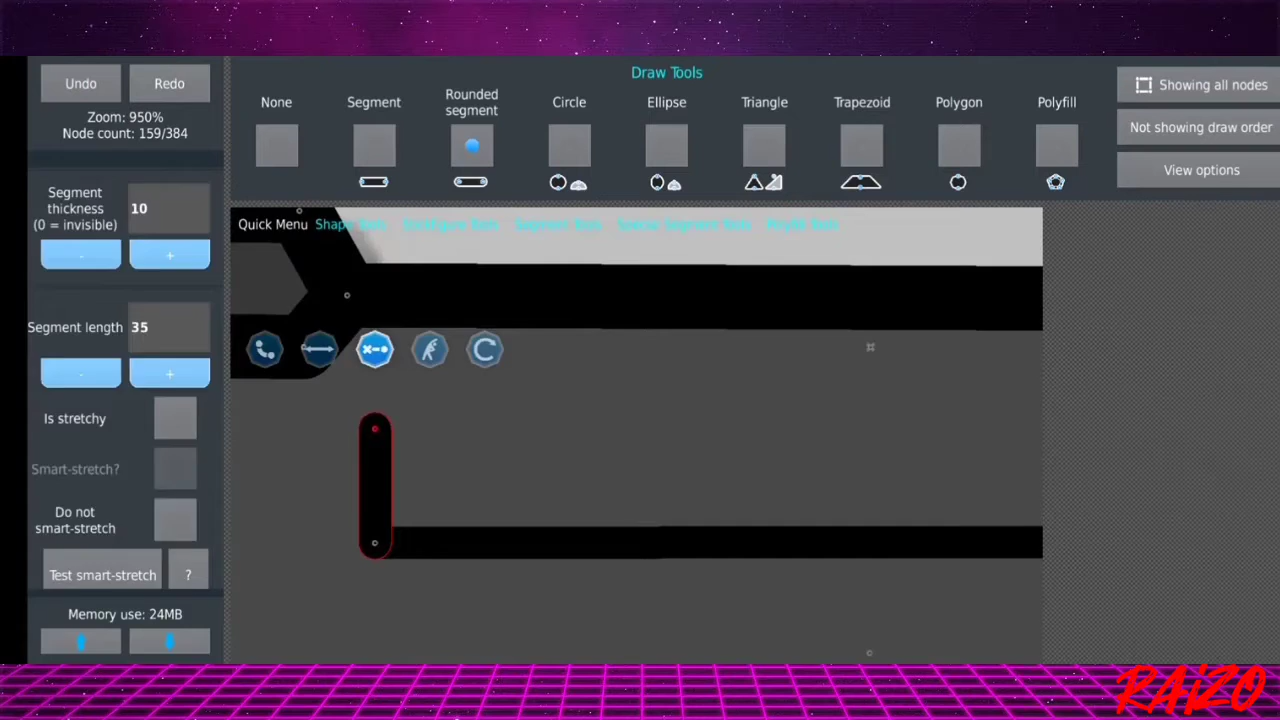 Undo
Redo
Zoom: 950%
Node count: 159/384
Segment
thickness
(0 = invisible)
10
-
+
Segment length
35
-
+
Is stretchy
Smart-stretch?
Do not
smart-stretch
Test smart-stretch
?
Memory use: 24MB
Draw Tools
None
Segment
Rounded
segment
Circle
Ellipse
Triangle
Trapezoid
Polygon
Polyfill
Showing all nodes
Not showing draw order
View options
Quick Menu
RAiZO